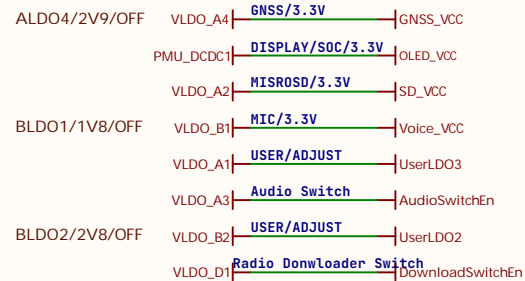 ALDO4/2V9/OFF VLDO_A4 GNSS/3.3V GNSS_VCC
PMU_DCDC1 DISPLAY/SOC/3.3V OLED_VCC
VLDO_A2 MISROSD/3.3V SD_VCC
BLDO1/1V8/OFF VLDO_B1 MIC/3.3V Voice_VCC
VLDO_A1 USER/ADJUST UserLDO3
VLDO_A3 Audio Switch AudioSwitchEn
BLDO2/2V8/OFF VLDO_B2 USER/ADJUST UserLDO2
VLDO_D1 Radio Donwloader Switch DownloadSwitchEn